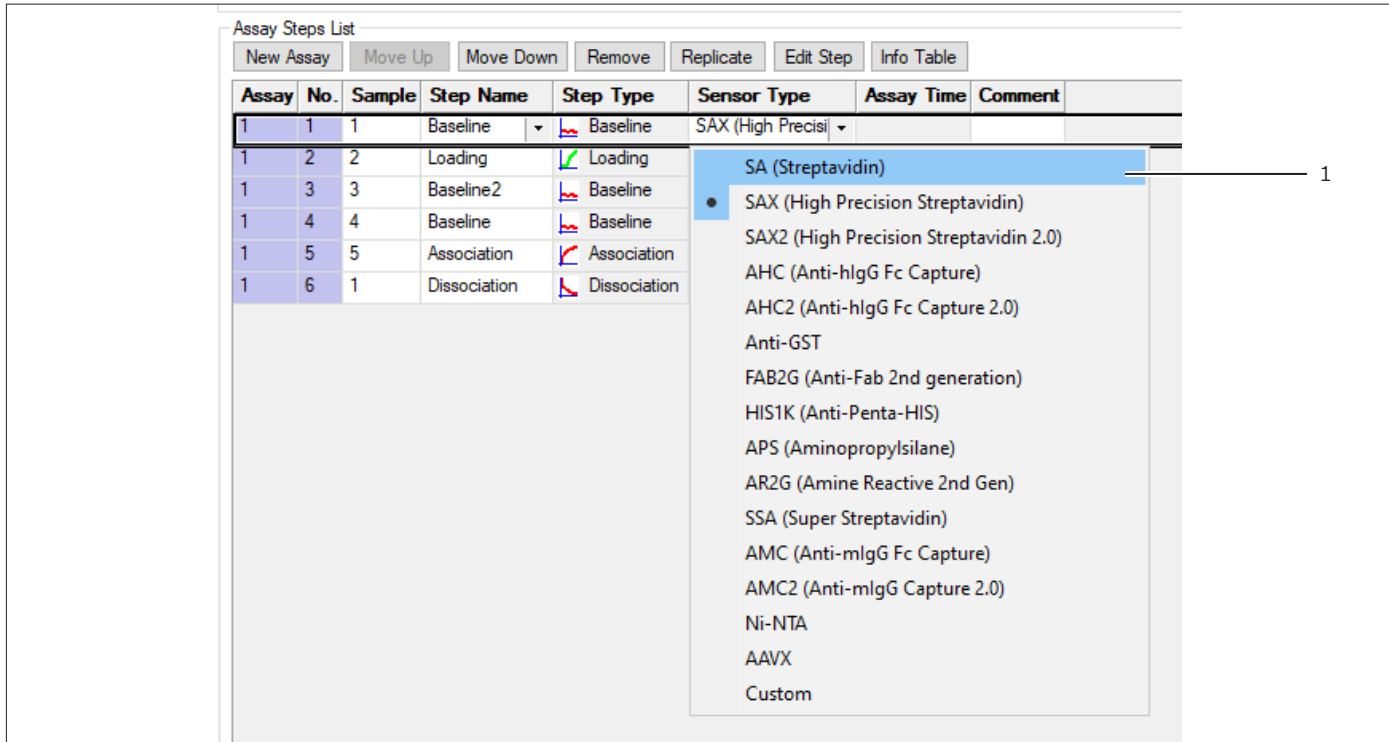 Assay Steps List
New Assay Move Up Move Down Remove Replicate Edit Step Info Table
Assay No. Sample Step Name Step Type Sensor Type Assay Time Comment
1 1 1 Baseline Baseline SAX (High Precisi
1 2 2 Loading Loading
1 3 3 Baseline2 Baseline
1 4 4 Baseline Baseline
1 5 5 Association Association
1 6 1 Dissociation Dissociation
SA (Streptavidin) 1
SAX (High Precision Streptavidin)
SAX2 (High Precision Streptavidin 2.0)
AHC (Anti-hIgG Fc Capture)
AHC2 (Anti-hIgG Fc Capture 2.0)
Anti-GST
FAB2G (Anti-Fab 2nd generation)
HIS1K (Anti-Penta-HIS)
APS (Aminopropylsilane)
AR2G (Amine Reactive 2nd Gen)
SSA (Super Streptavidin)
AMC (Anti-mIgG Fc Capture)
AMC2 (Anti-mIgG Capture 2.0)
Ni-NTA
AAVX
Custom